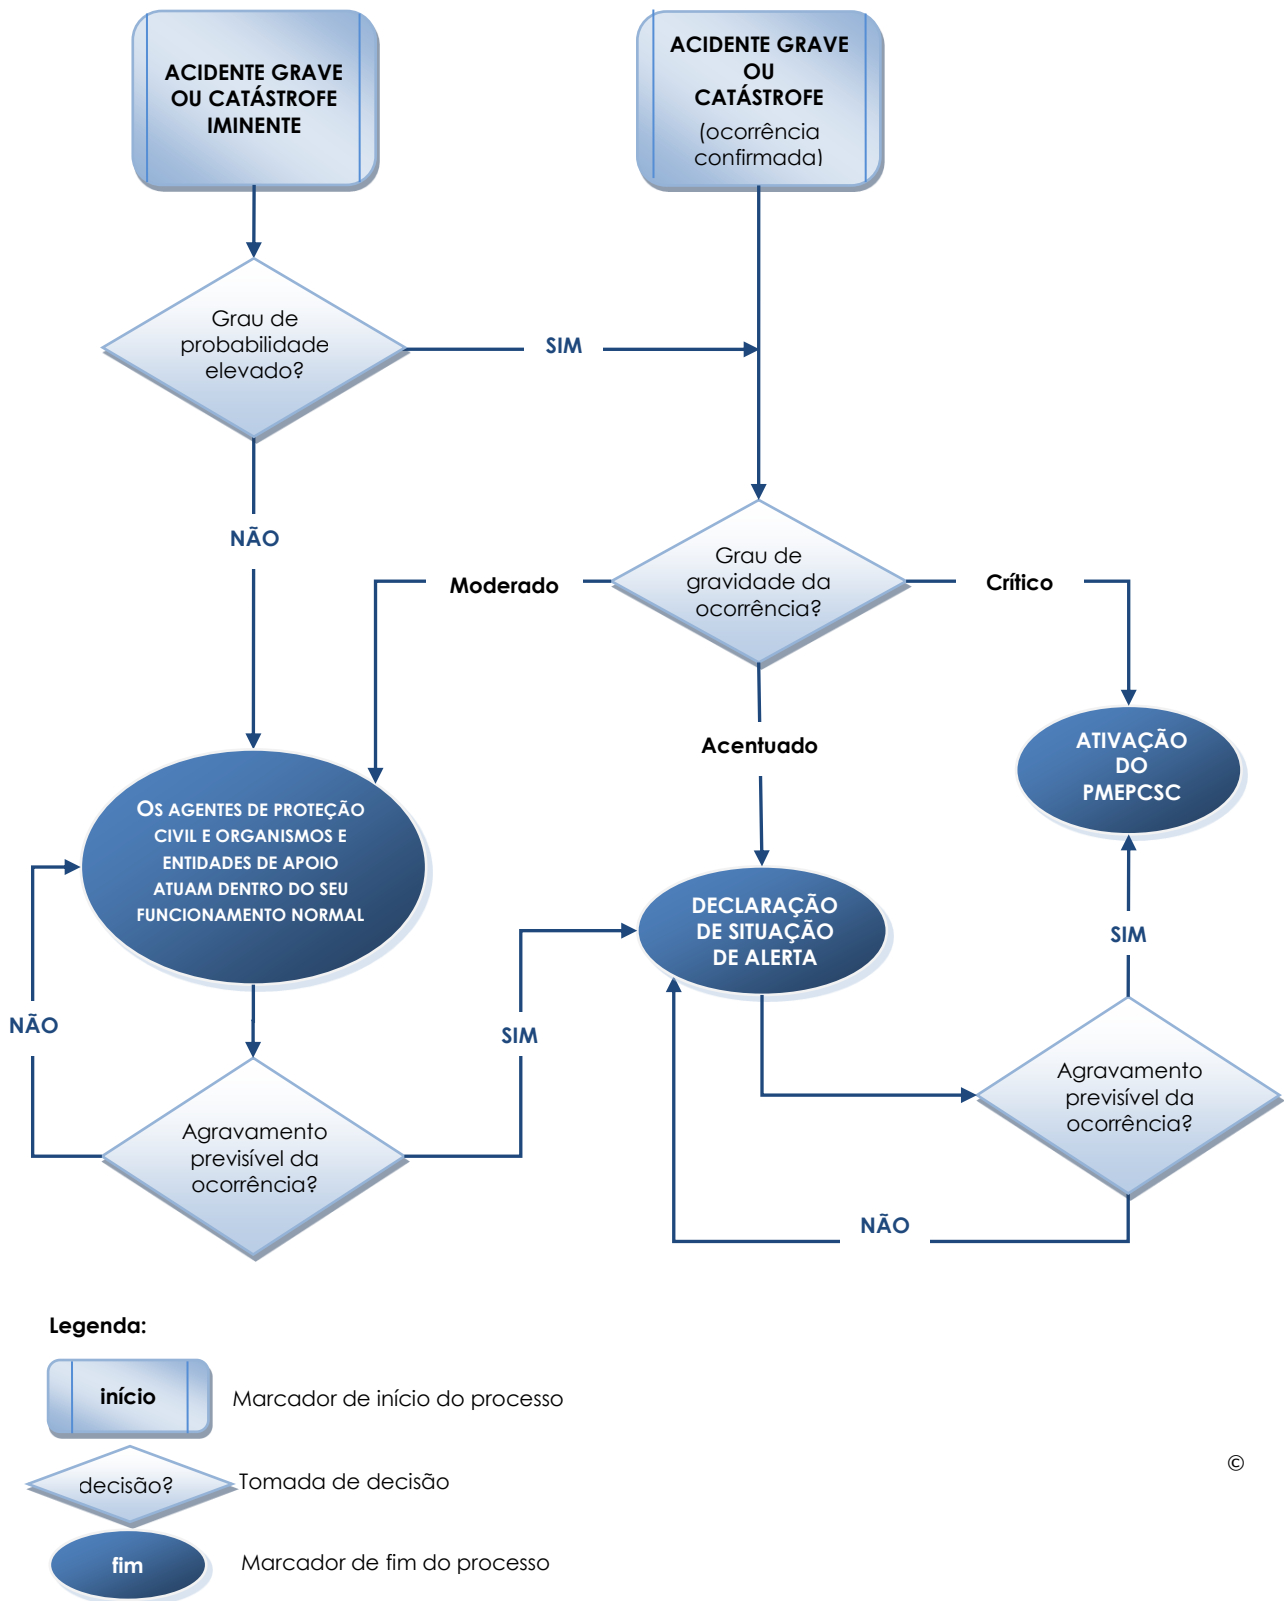 ACIDENTE GRAVE
OU CATÁSTROFE
IMINENTE
ACIDENTE GRAVE
OU
CATÁSTROFE
(ocorrência
confirmada)
Grau de
probabilidade
elevado?
SIM
NÃO
Grau de
gravidade da
ocorrência?
Moderado
Crítico
Acentuado
ATIVAÇÃO
DO
PMEPCSC
OS AGENTES DE PROTEÇÃO
CIVIL E ORGANISMOS E
ENTIDADES DE APOIO
ATUAM DENTRO DO SEU
FUNCIONAMENTO NORMAL
DECLARAÇÃO
DE SITUAÇÃO
DE ALERTA
SIM
NÃO
SIM
Agravamento
previsível da
ocorrência?
Agravamento
previsível da
ocorrência?
NÃO
Legenda:
início
Marcador de início do processo
decisão?
Tomada de decisão
©
fim
Marcador de fim do processo